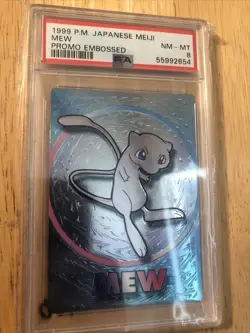 1999 P.M. JAPANESE MEIJI
MEW
NM - MT
PROMO EMBOSSED
8
PSA
55992654
MEW